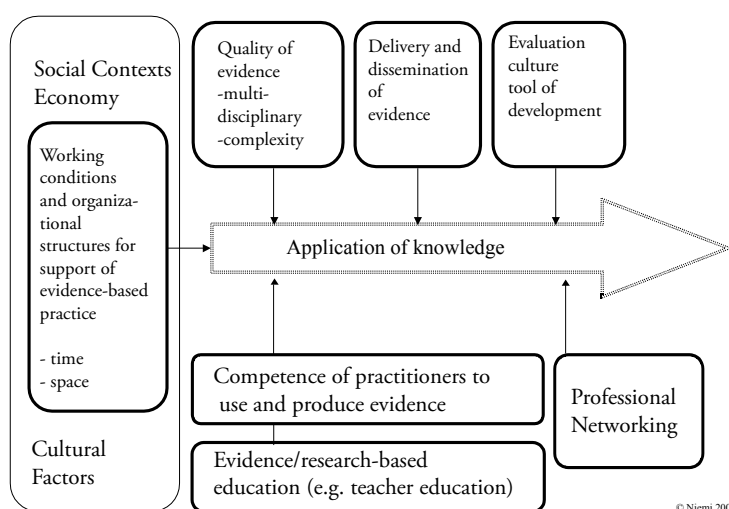 Social Contexts
Economy
Working
conditions
and organiza-
tional
structures for
support of
evidence-based
practice
- time
- space
Cultural
Factors
Quality of
evidence
-multi-
disciplinary
-complexity
Delivery and
dissemination
of
evidence
Evaluation
culture
tool of
development
Application of knowledge
Competence of practitioners to
use and produce evidence
Evidence/research-based
education (e.g. teacher education)
Professional
Networking
© Niemi